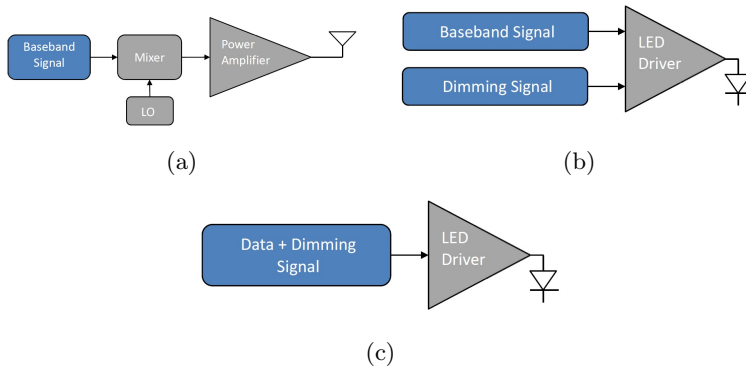 Baseband
Signal
Mixer
LO
Power
Amplifier
(a)
Baseband Signal
Dimming Signal
LED
Driver
(b)
Data + Dimming
Signal
LED
Driver
(c)